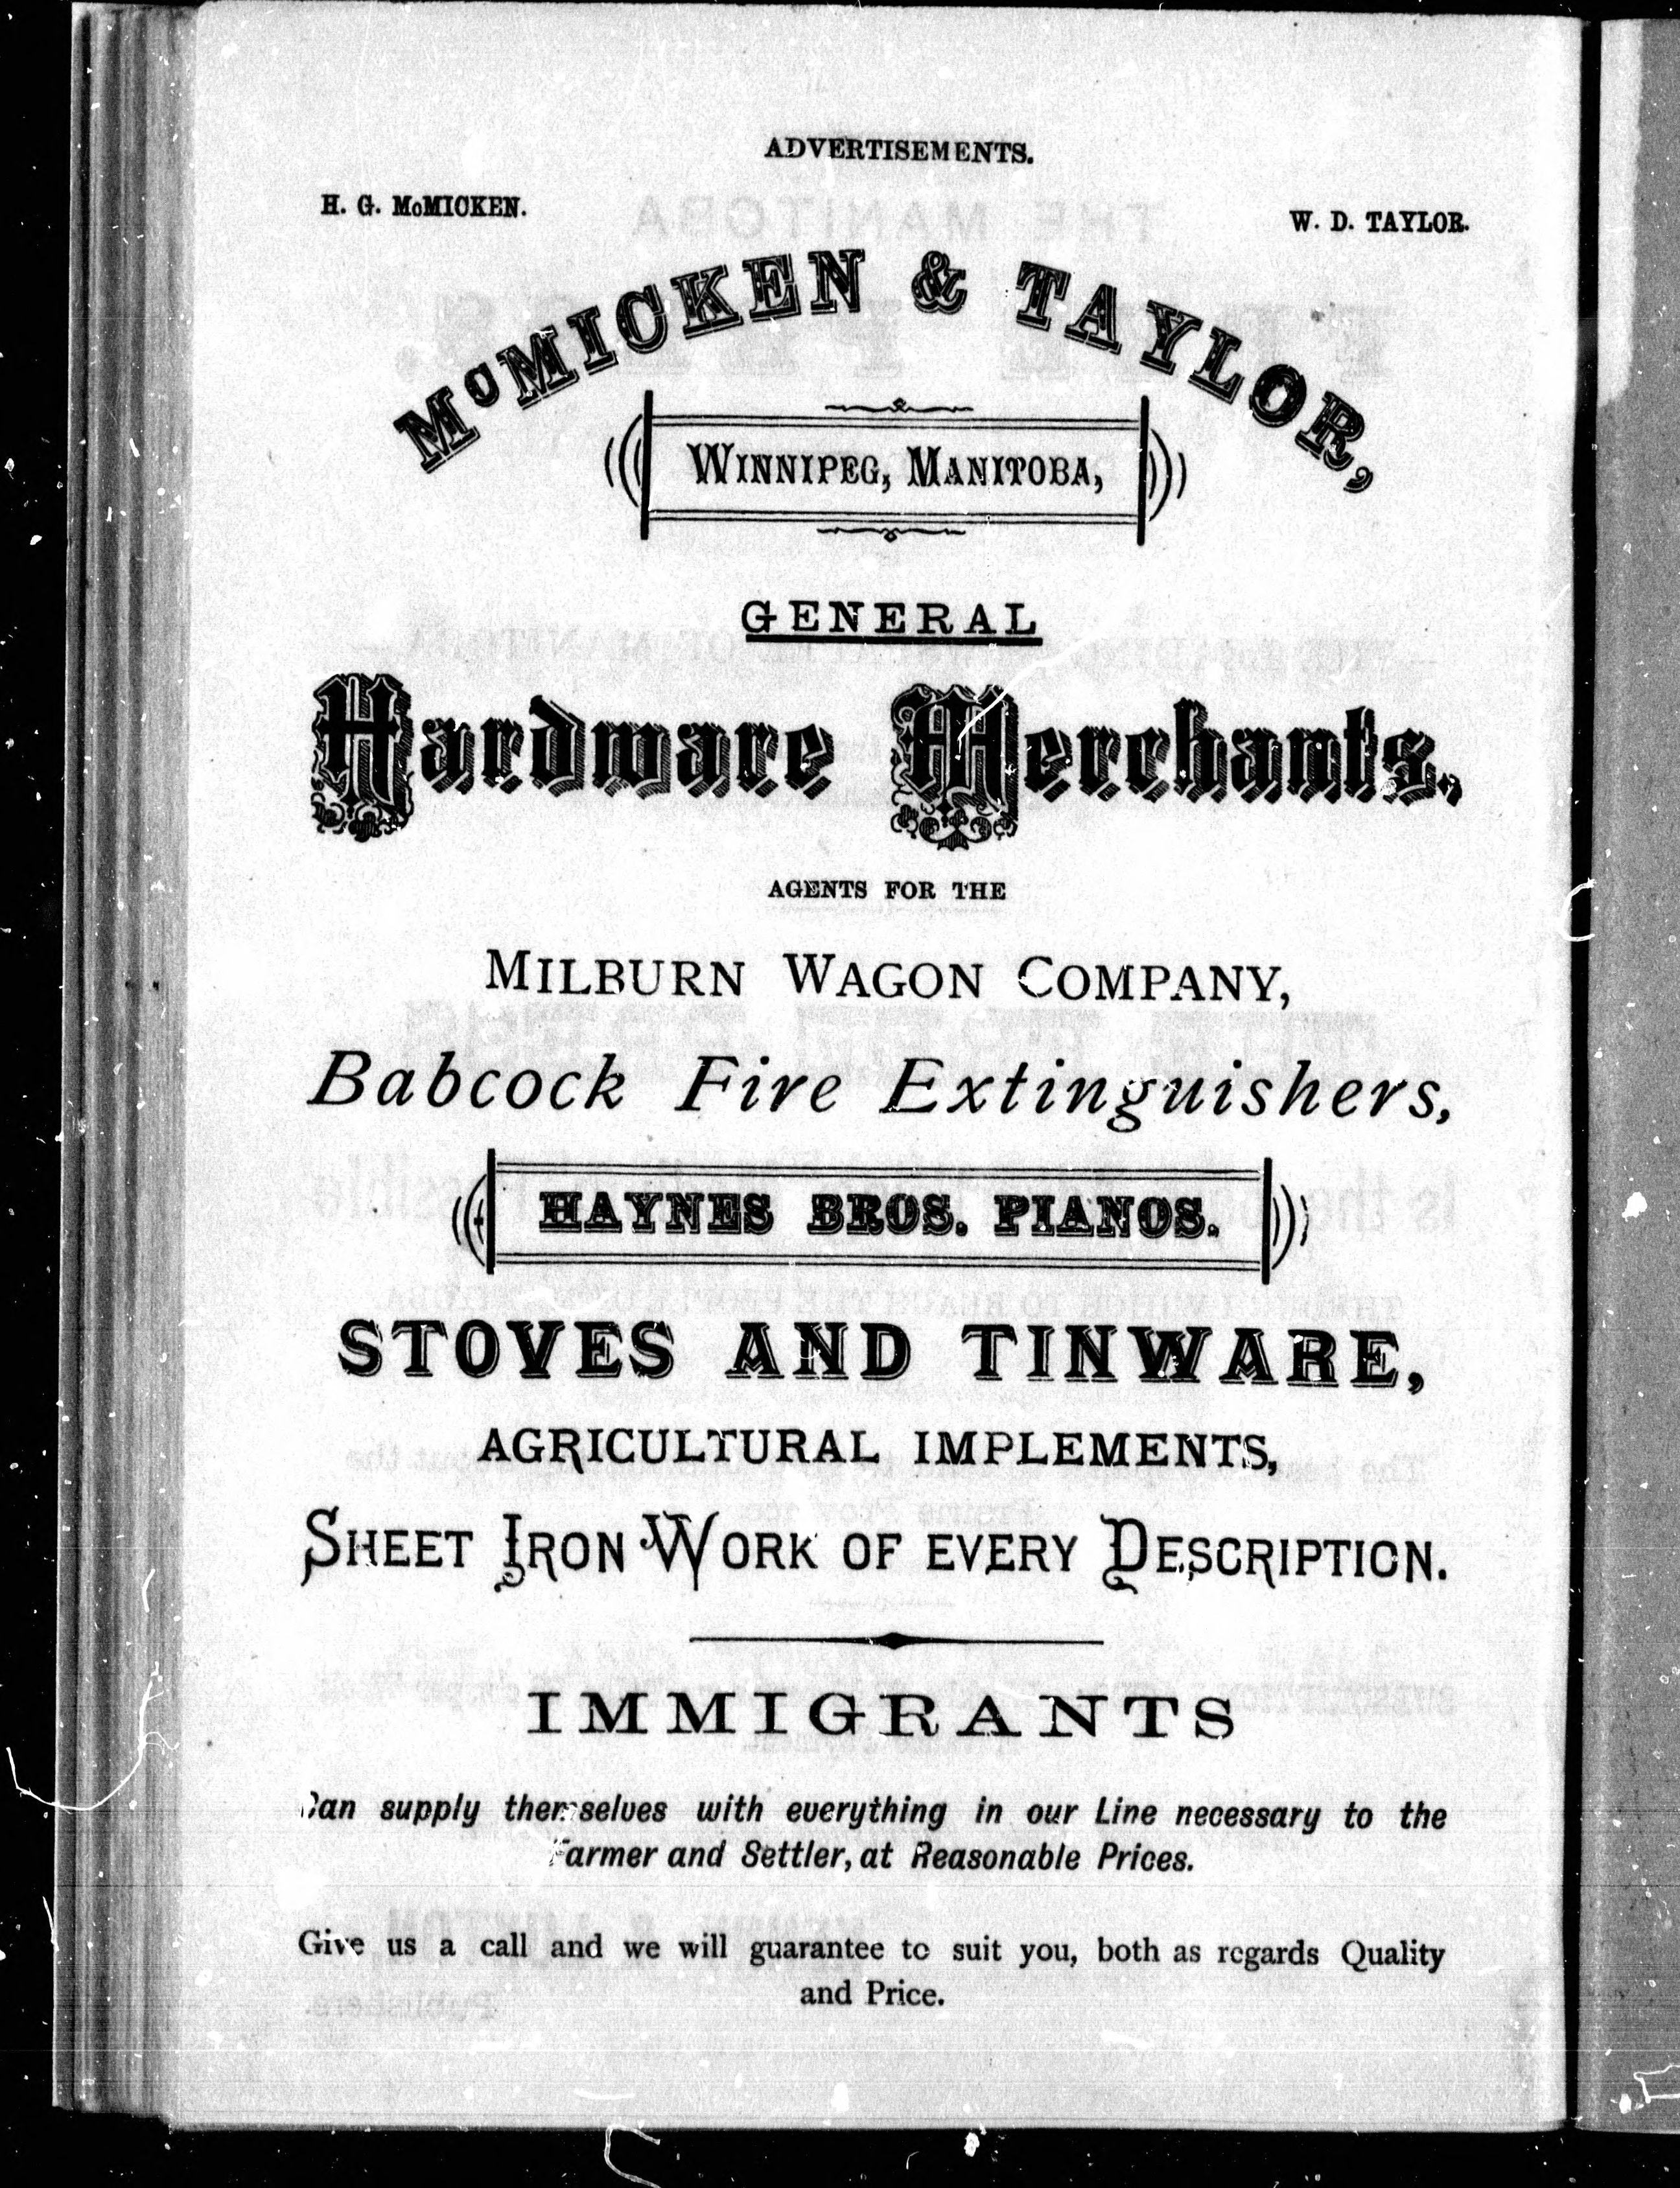 ADVERTISEMENTS.
H. G. McMICKEN.
W. D. TAYLOR.
McMICKEN & TAYLOR,
WINNIPEG, MANITOBA,
GENERAL
Hardware Merchants.
AGENTS FOR THE
MILBURN WAGON COMPANY,
Babcock Fire Extinguishers,
HAYNES BROS. PIANOS.
STOVES AND TINWARE,
AGRICULTURAL IMPLEMENTS,
SHEET IRON WORK OF EVERY DESCRIPTION.
IMMIGRANTS
Can supply themselves with everything in our Line necessary to the
Farmer and Settler, at Reasonable Prices.
Give us a call and we will guarantee to suit you, both as regards Quality
and Price.